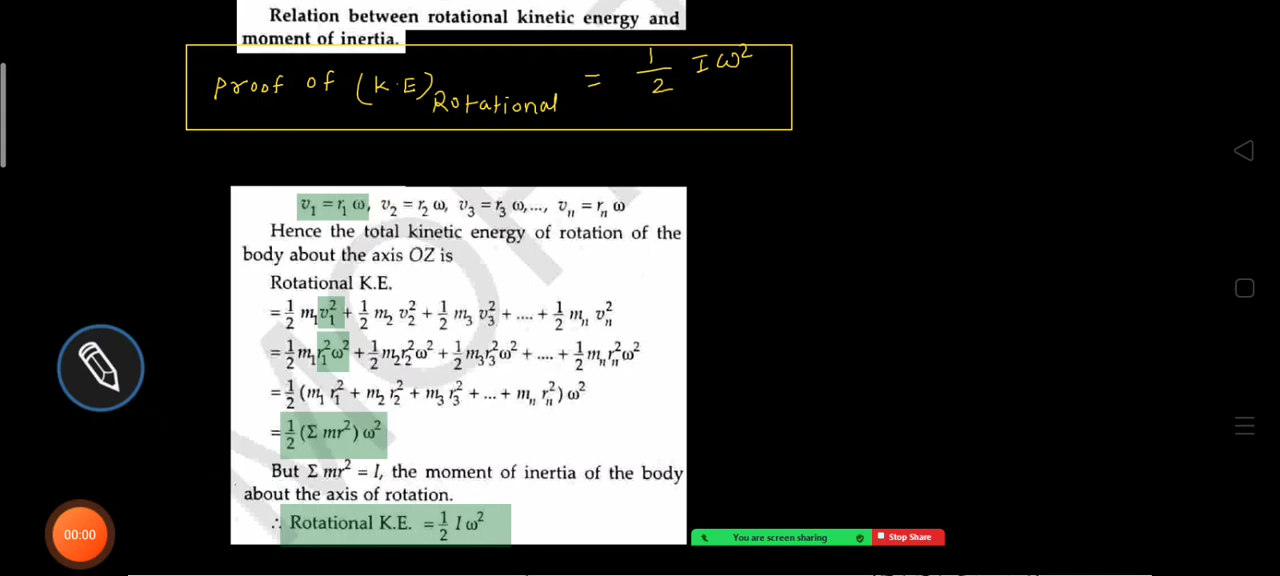 Relation between rotational kinetic energy and
moment of inertia.
Proof of (K.E)Rotational = 1/2 I ω²
v₁ = r₁ ω, v₂ = r₂ ω, v₃ = r₃ ω,..., vₙ = rₙ ω
Hence the total kinetic energy of rotation of the
body about the axis OZ is
Rotational K.E.
= 1/2 m₁v₁² + 1/2 m₂ v₂² + 1/2 m₃ v₃² + .... + 1/2 mₙ vₙ²
= 1/2 m₁r₁²ω² + 1/2 m₂r₂²ω² + 1/2 m₃r₃²ω² + .... + 1/2 mₙrₙ²ω²
= 1/2 (m₁ r₁² + m₂ r₂² + m₃ r₃² + ... + mₙ rₙ²) ω²
= 1/2 (Σ mr²) ω²
But Σ mr² = I, the moment of inertia of the body
about the axis of rotation.
∴ Rotational K.E. = 1/2 I ω²
00:00
You are screen sharing
Stop Share